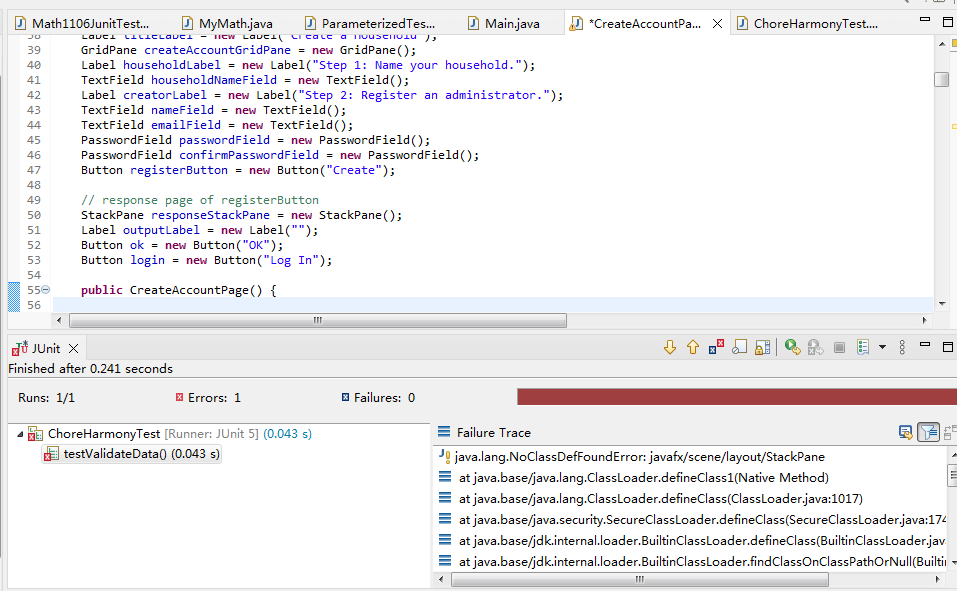 Math1106JunitTest... MyMath.java ParameterizedTes... Main.java *CreateAccountPa... ChoreHarmonyTest....
38 Label titleLabel = new Label("Create a household");
39 GridPane createAccountGridPane = new GridPane();
40 Label householdLabel = new Label("Step 1: Name your household.");
41 TextField householdNameField = new TextField();
42 Label creatorLabel = new Label("Step 2: Register an administrator.");
43 TextField nameField = new TextField();
44 TextField emailField = new TextField();
45 PasswordField passwordField = new PasswordField();
46 PasswordField confirmPasswordField = new PasswordField();
47 Button registerButton = new Button("Create");
48
49 // response page of registerButton
50 StackPane responseStackPane = new StackPane();
51 Label outputLabel = new Label("");
52 Button ok = new Button("OK");
53 Button login = new Button("Log In");
54
55 public CreateAccountPage() {
56
JUnit
Finished after 0.241 seconds
Runs: 1/1 Errors: 1 Failures: 0
ChoreHarmonyTest [Runner: JUnit 5] (0.043 s)
testValidateData() (0.043 s)
Failure Trace
java.lang.NoClassDefFoundError: javafx/scene/layout/StackPane
at java.base/java.lang.ClassLoader.defineClass1(Native Method)
at java.base/java.lang.ClassLoader.defineClass(ClassLoader.java:1017)
at java.base/java.security.SecureClassLoader.defineClass(SecureClassLoader.java:174
at java.base/jdk.internal.loader.BuiltinClassLoader.defineClass(BuiltinClassLoader.jav
at java.base/jdk.internal.loader.BuiltinClassLoader.findClassOnClassPathOrNull(Builtin